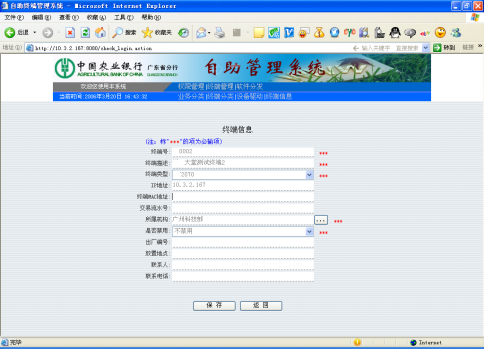 自助终端管理系统 - Microsoft Internet Explorer
文件(F) 编辑(E) 查看(V) 收藏(A) 工具(T) 帮助(H)
后退 搜索 收藏夹
地址(D) http://10.3.2.167:8080/check_login.action 输入关键字 直接搜索 转到 链接
中国农业银行 广东省分行 自助管理系统
AGRICULTURAL BANK OF CHINA
欢迎您使用本系统 权限管理|终端管理|软件分发
当前时间:2006年3月20日 16:43:32 业务分类|终端分类|设备驱动|终端信息
终端信息
(注：标"***"的项为必输项)
终端号: 0002 ***
终端描述: 大堂测试终端2 ***
终端类型: 2870 ***
IP地址: 10.3.2.167
终端MAC地址:
交易流水号:
所属机构: 广州科技部 ... ***
是否禁用: 不禁用 ***
出厂编号:
放置地点:
联系人:
联系电话:
保 存 返 回
完毕 Internet